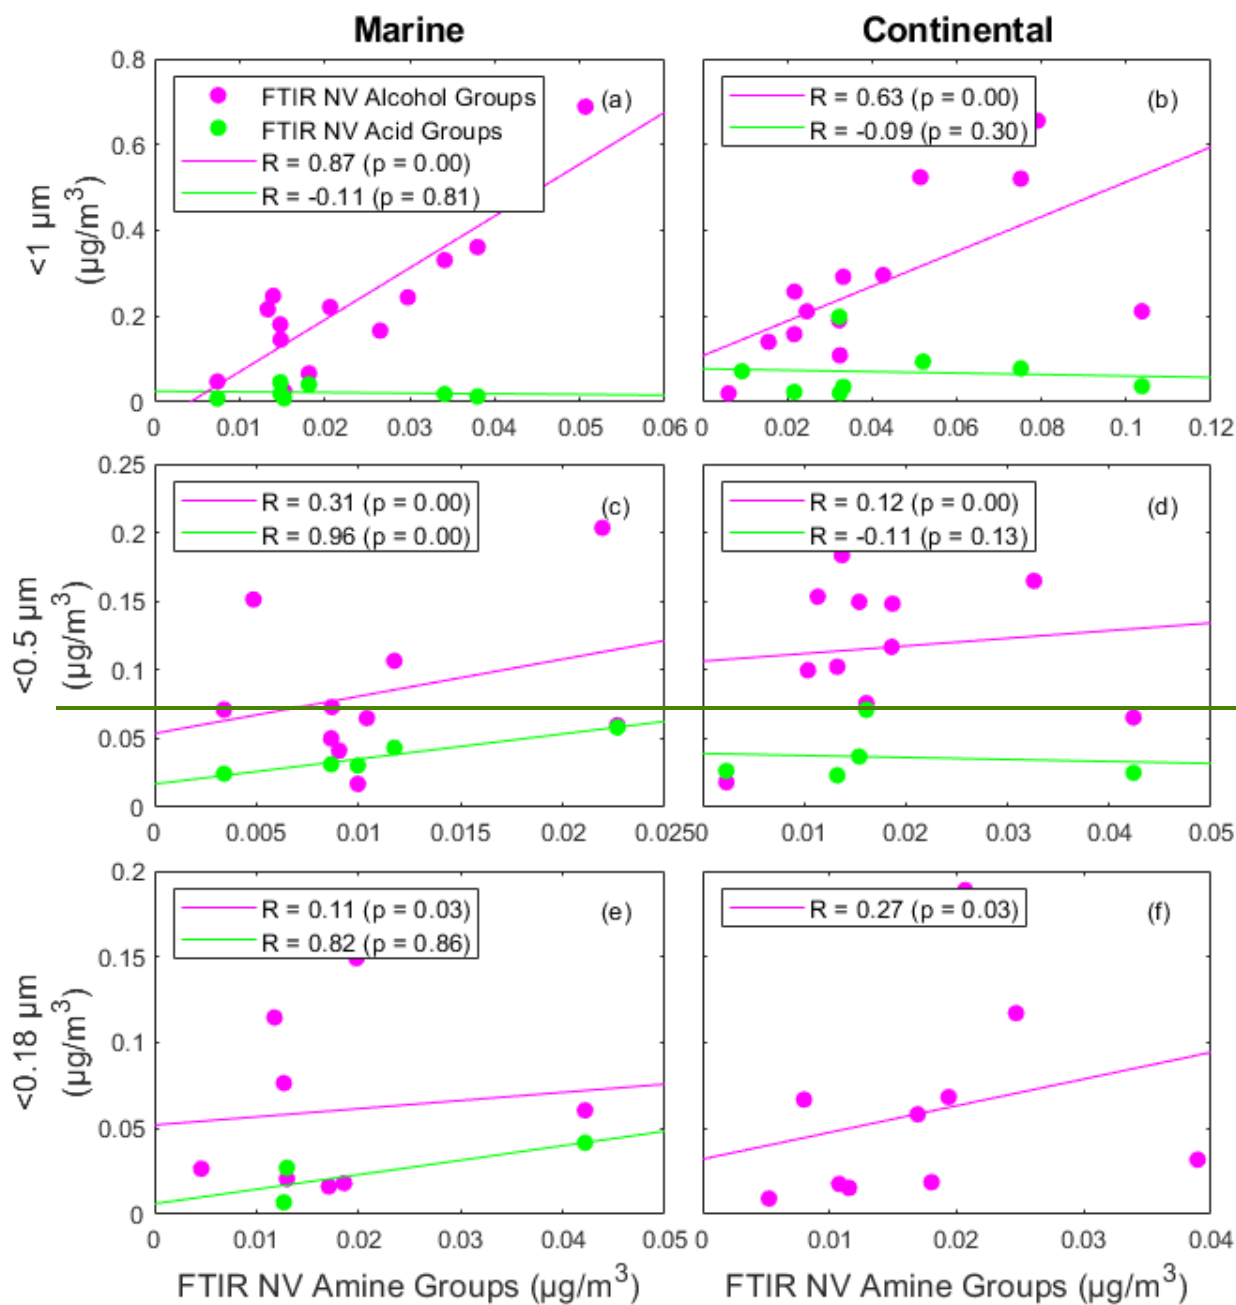 Marine
Continental
<1 µm
(µg/m³)
0.8
0.6
0.4
0.2
0
FTIR NV Alcohol Groups
FTIR NV Acid Groups
R = 0.87 (p = 0.00)
R = -0.11 (p = 0.81)
(a)
0 0.01 0.02 0.03 0.04 0.05 0.06
R = 0.63 (p = 0.00)
R = -0.09 (p = 0.30)
(b)
0 0.02 0.04 0.06 0.08 0.1 0.12
<0.5 µm
(µg/m³)
0.25
0.2
0.15
0.1
0.05
0
R = 0.31 (p = 0.00)
R = 0.96 (p = 0.00)
(c)
0 0.005 0.01 0.015 0.02 0.025
R = 0.12 (p = 0.00)
R = -0.11 (p = 0.13)
(d)
0 0.01 0.02 0.03 0.04 0.05
<0.18 µm
(µg/m³)
0.2
0.15
0.1
0.05
0
R = 0.11 (p = 0.03)
R = 0.82 (p = 0.86)
(e)
0 0.01 0.02 0.03 0.04 0.05
R = 0.27 (p = 0.03)
(f)
0 0.01 0.02 0.03 0.04
FTIR NV Amine Groups (µg/m³)
FTIR NV Amine Groups (µg/m³)